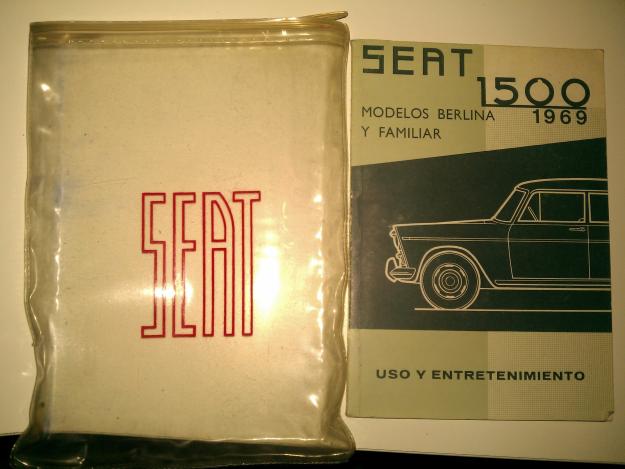 SEAT
SEAT
1500
MODELOS BERLINA
1969
Y FAMILIAR
USO Y ENTRETENIMIENTO